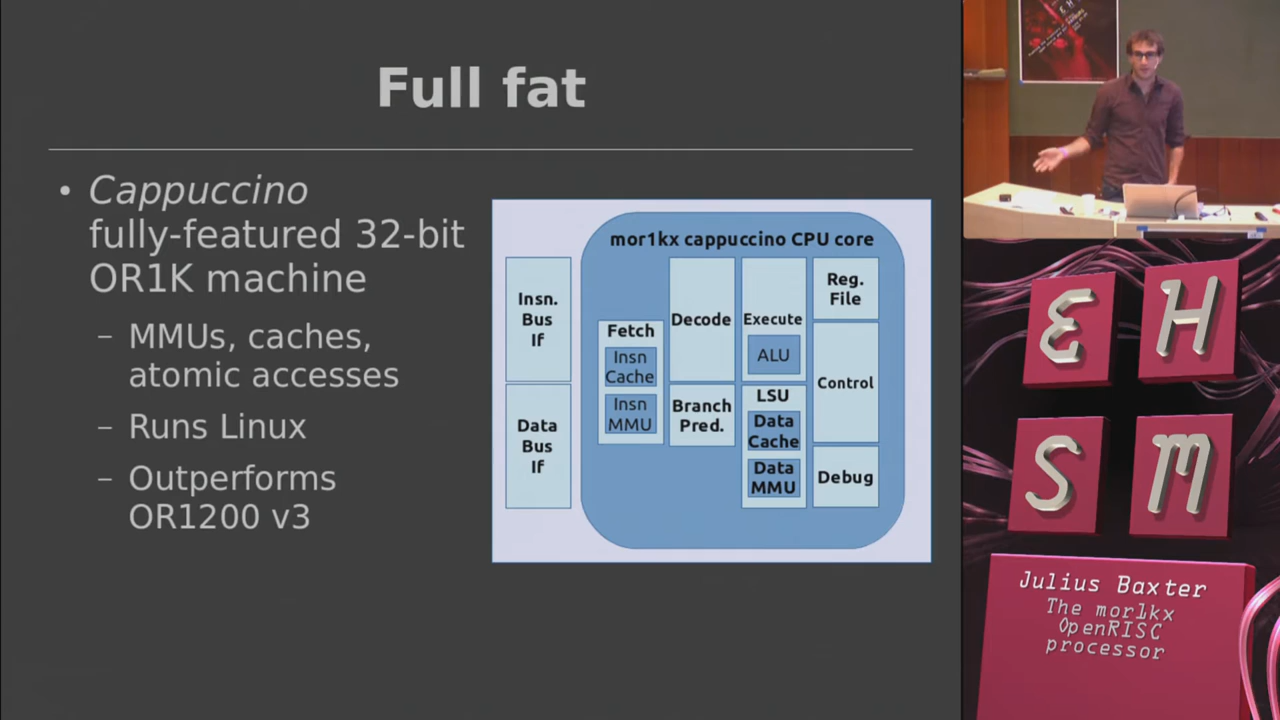 Full fat
• Cappuccino
fully-featured 32-bit
OR1K machine
– MMUs, caches,
atomic accesses
– Runs Linux
– Outperforms
OR1200 v3
mor1kx cappuccino CPU core
Insn.
Bus
If
Data
Bus
If
Fetch
Insn
Cache
Insn
MMU
Decode
Branch
Pred.
Execute
ALU
LSU
Data
Cache
Data
MMU
Reg.
File
Control
Debug
E H
S M
Julius Baxter
The mor1kx
OpenRISC
processor